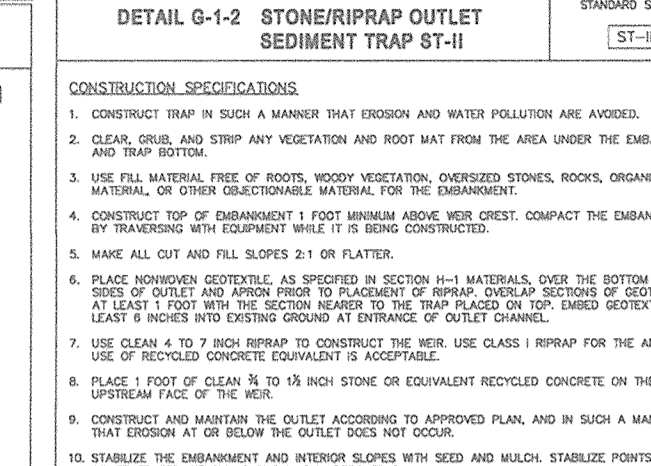 DETAIL G-1-2 STONE/RIPRAP OUTLET
SEDIMENT TRAP ST-II
STANDARD S
CONSTRUCTION SPECIFICATIONS
1. CONSTRUCT TRAP IN SUCH A MANNER THAT EROSION AND WATER POLLUTION ARE AVOIDED.
2. CLEAR, GRUB, AND STRIP ANY VEGETATION AND ROOT MAT FROM THE AREA UNDER THE EMB
AND TRAP BOTTOM.
3. USE FILL MATERIAL FREE OF ROOTS, WOODY VEGETATION, OVERSIZED STONES, ROCKS, ORGAN
MATERIAL, OR OTHER OBJECTIONABLE MATERIAL FOR THE EMBANKMENT.
4. CONSTRUCT TOP OF EMBANKMENT 1 FOOT MINIMUM ABOVE WEIR CREST. COMPACT THE EMBAN
BY TRAVERSING WITH EQUIPMENT WHILE IT IS BEING CONSTRUCTED.
5. MAKE ALL CUT AND FILL SLOPES 2:1 OR FLATTER.
6. PLACE NONWOVEN GEOTEXTILE, AS SPECIFIED IN SECTION H-1 MATERIALS, OVER THE BOTTOM
SIDES OF OUTLET AND APRON PRIOR TO PLACEMENT OF RIPRAP. OVERLAP SECTIONS OF GEOT
AT LEAST 1 FOOT WITH THE SECTION NEARER TO THE TRAP PLACED ON TOP. EMBED GEOTEX
LEAST 6 INCHES INTO EXISTING GROUND AT ENTRANCE OF OUTLET CHANNEL.
7. USE CLEAN 4 TO 7 INCH RIPRAP TO CONSTRUCT THE WEIR. USE CLASS I RIPRAP FOR THE A
USE OF RECYCLED CONCRETE EQUIVALENT IS ACCEPTABLE.
8. PLACE 1 FOOT OF CLEAN ¾ TO 1½ INCH STONE OR EQUIVALENT RECYCLED CONCRETE ON THE
UPSTREAM FACE OF THE WEIR.
9. CONSTRUCT AND MAINTAIN THE OUTLET ACCORDING TO APPROVED PLAN, AND IN SUCH A MA
THAT EROSION AT OR BELOW THE OUTLET DOES NOT OCCUR.
10. STABILIZE THE EMBANKMENT AND INTERIOR SLOPES WITH SEED AND MULCH. STABILIZE POINTS